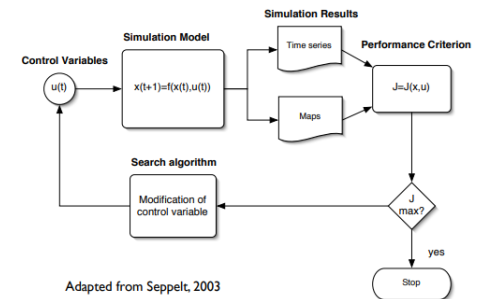 Simulation Results
Simulation Model
Time series
Performance Criterion
Control Variables
u(t)
x(t+1)=f(x(t),u(t))
J=J(x,u)
Maps
Search algorithm
Modification of
control variable
J
max?
yes
Stop
Adapted from Seppelt, 2003